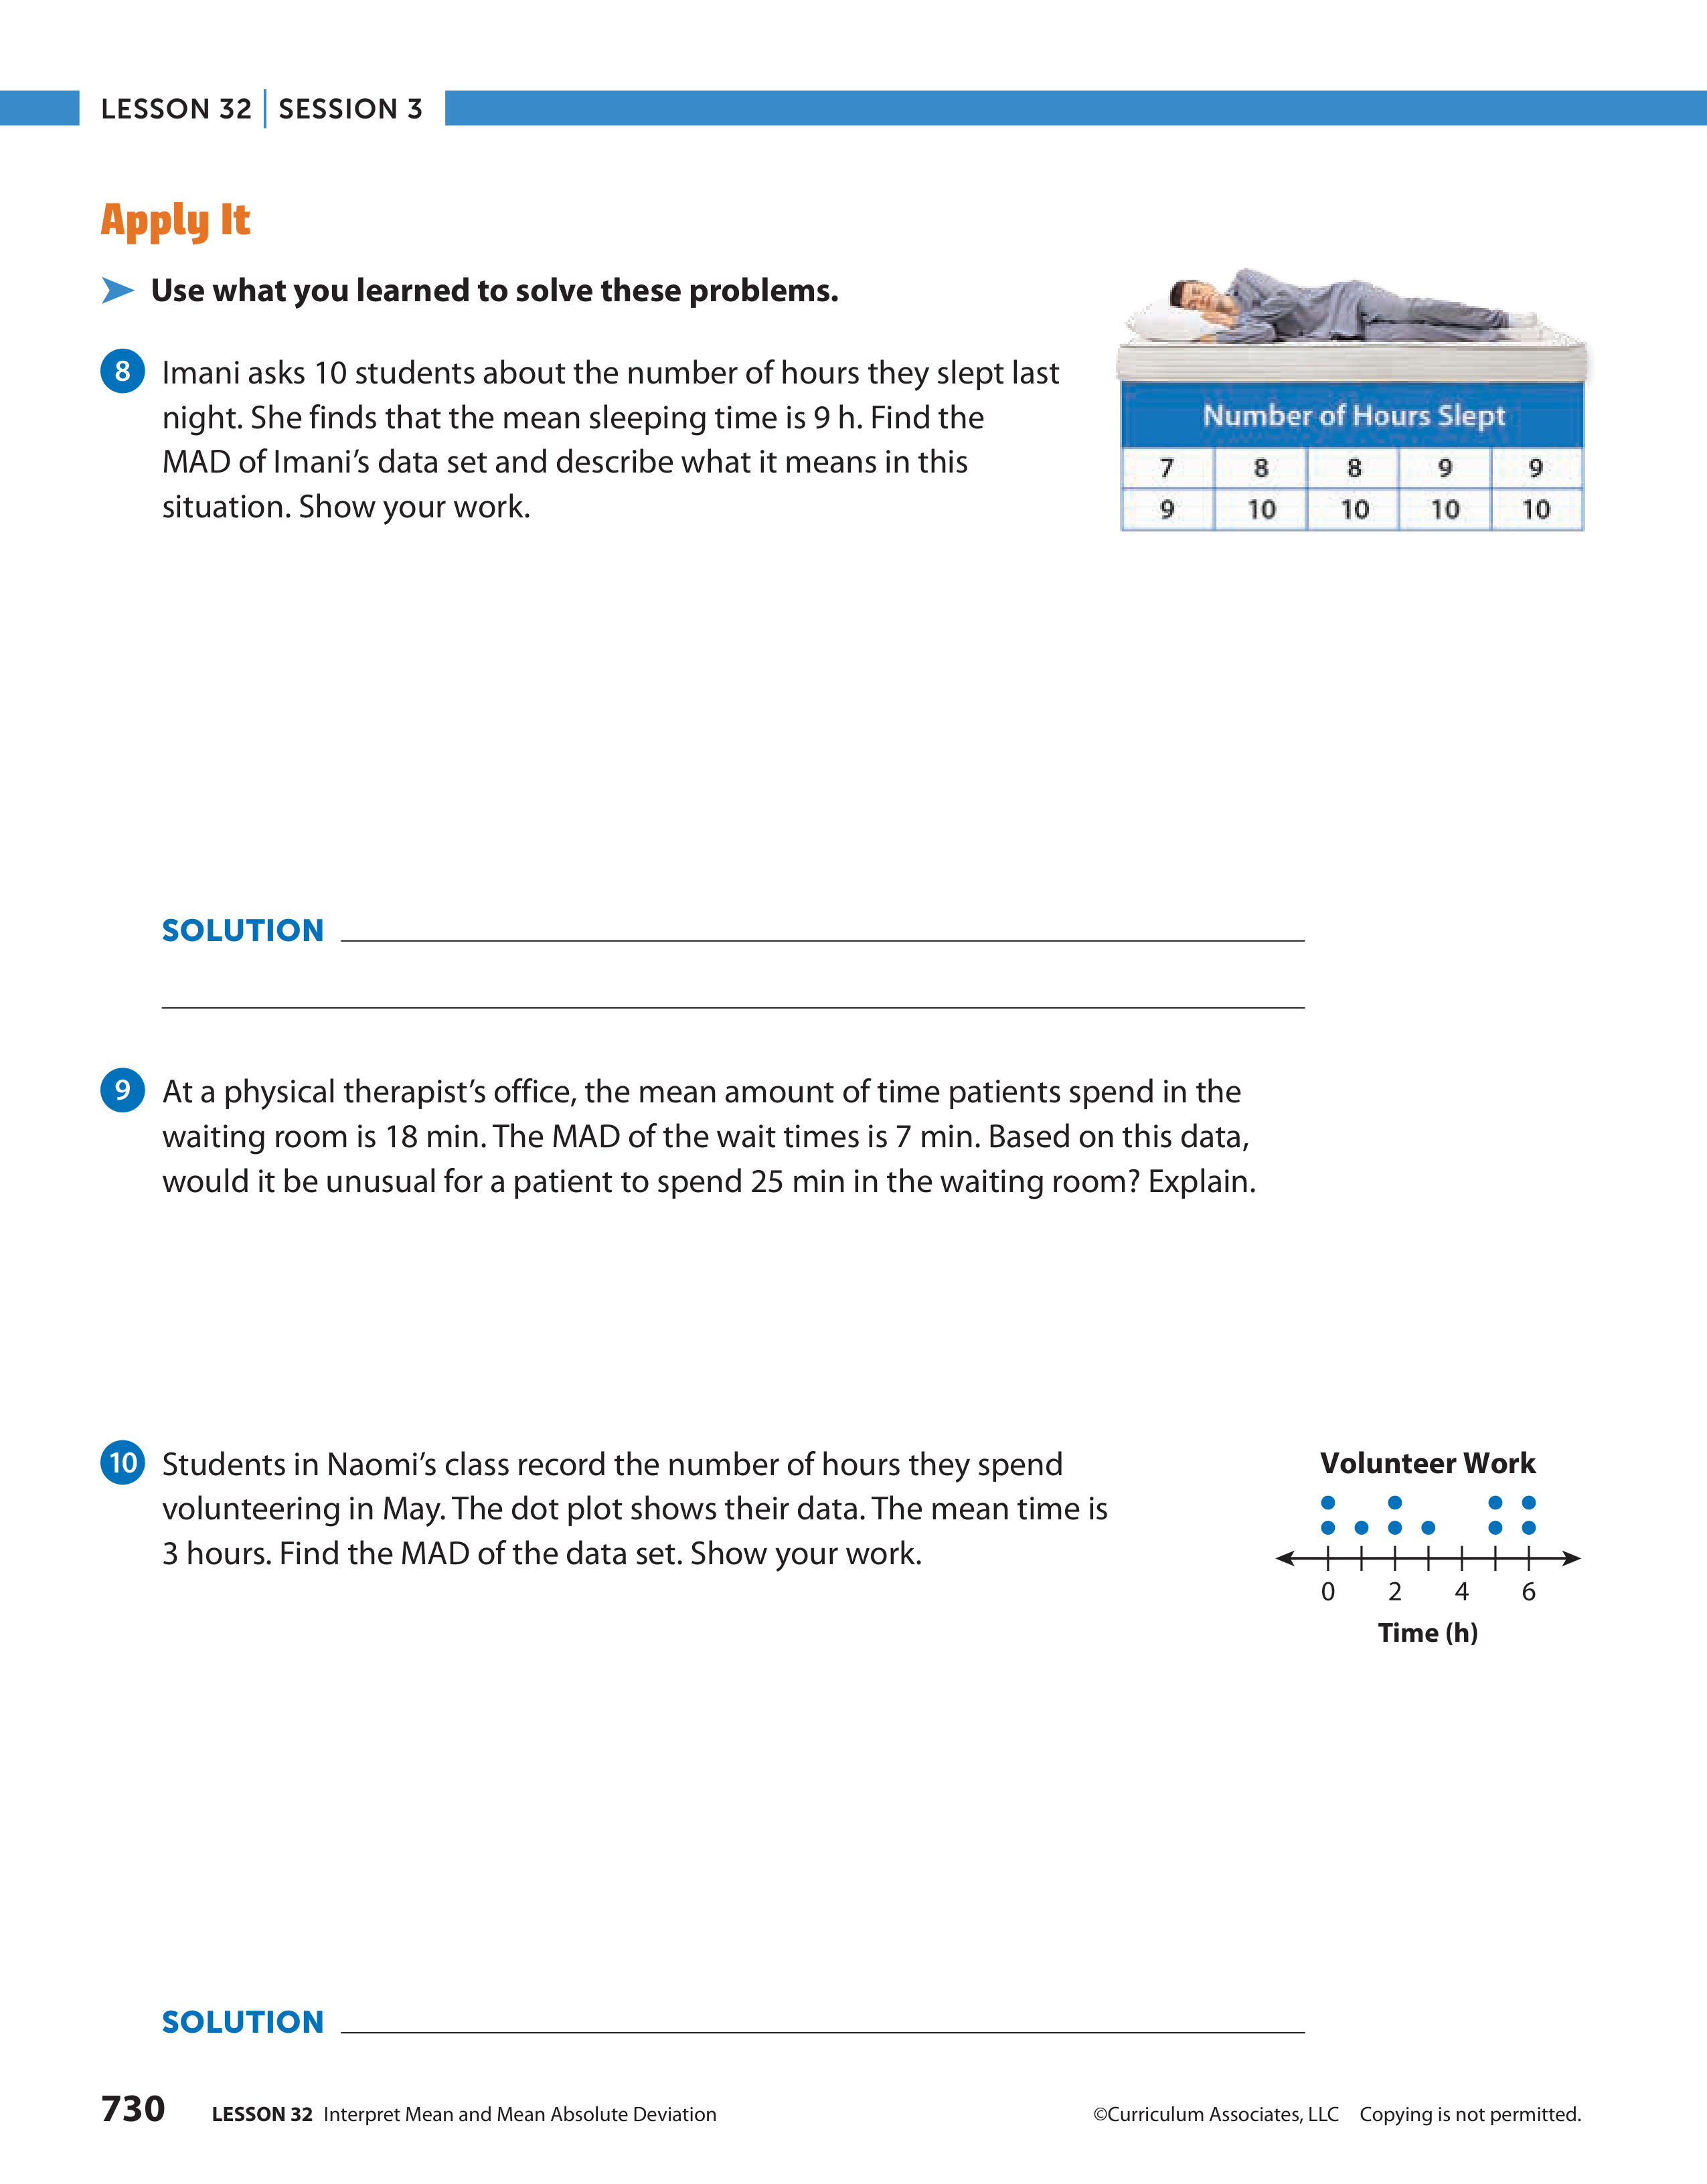 LESSON 32 | SESSION 3
Apply It
Use what you learned to solve these problems.
8 Imani asks 10 students about the number of hours they slept last
night. She finds that the mean sleeping time is 9 h. Find the
MAD of Imani’s data set and describe what it means in this
situation. Show your work.
Number of Hours Slept
7 8 8 9 9
9 10 10 10 10
SOLUTION
9 At a physical therapist’s office, the mean amount of time patients spend in the
waiting room is 18 min. The MAD of the wait times is 7 min. Based on this data,
would it be unusual for a patient to spend 25 min in the waiting room? Explain.
10 Students in Naomi’s class record the number of hours they spend
volunteering in May. The dot plot shows their data. The mean time is
3 hours. Find the MAD of the data set. Show your work.
Volunteer Work
0 2 4 6
Time (h)
SOLUTION
730 LESSON 32 Interpret Mean and Mean Absolute Deviation ©Curriculum Associates, LLC Copying is not permitted.